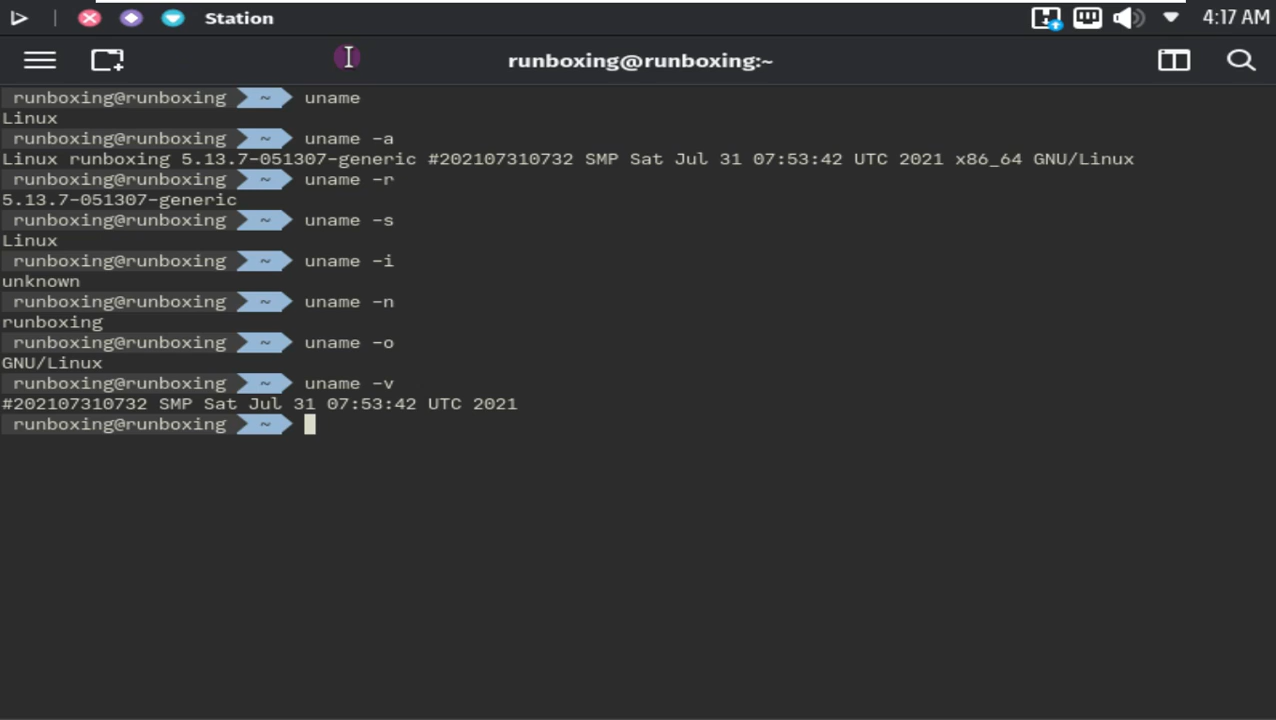 Station
4:17 AM
runboxing@runboxing:~
runboxing@runboxing ~ uname
Linux
runboxing@runboxing ~ uname -a
Linux runboxing 5.13.7-051307-generic #202107310732 SMP Sat Jul 31 07:53:42 UTC 2021 x86_64 GNU/Linux
runboxing@runboxing ~ uname -r
5.13.7-051307-generic
runboxing@runboxing ~ uname -s
Linux
runboxing@runboxing ~ uname -i
unknown
runboxing@runboxing ~ uname -n
runboxing
runboxing@runboxing ~ uname -o
GNU/Linux
runboxing@runboxing ~ uname -v
#202107310732 SMP Sat Jul 31 07:53:42 UTC 2021
runboxing@runboxing ~